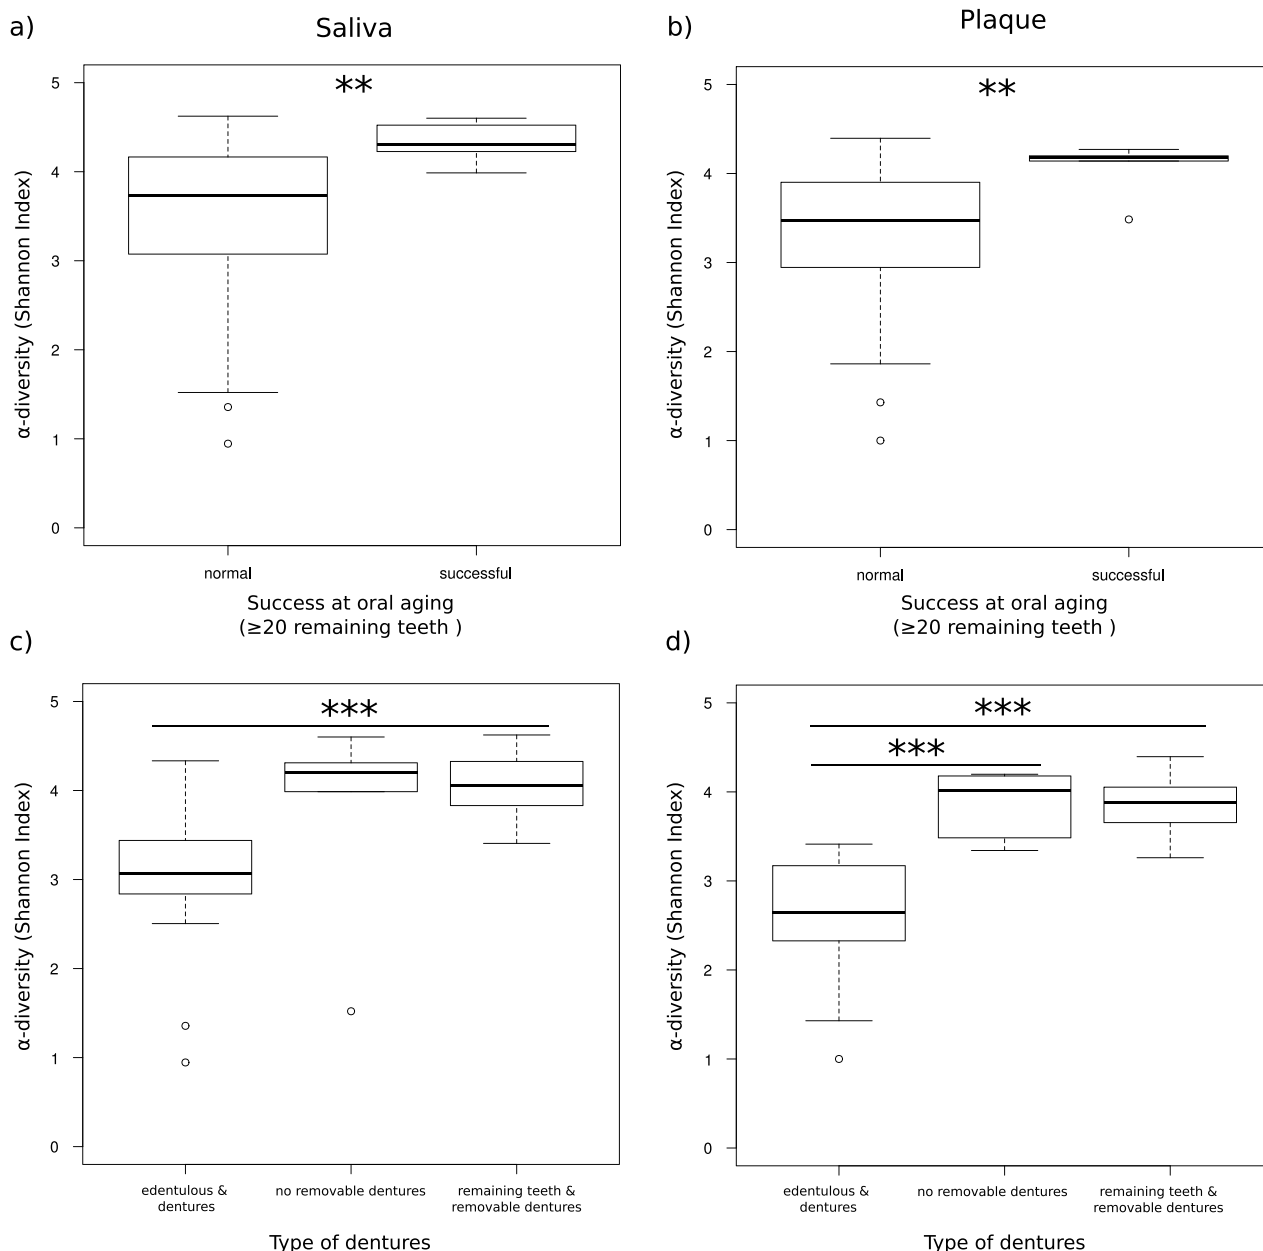 a)
Saliva
**
5
4
3
2
1
0
α-diversity (Shannon Index)
normal
successful
Success at oral aging
(≥20 remaining teeth )
b)
Plaque
**
5
4
3
2
1
0
α-diversity (Shannon Index)
normal
successful
Success at oral aging
(≥20 remaining teeth )
c)
***
5
4
3
2
1
0
α-diversity (Shannon Index)
edentulous &
dentures
no removable dentures
remaining teeth &
removable dentures
Type of dentures
d)
***
***
5
4
3
2
1
0
α-diversity (Shannon Index)
edentulous &
dentures
no removable dentures
remaining teeth &
removable dentures
Type of dentures